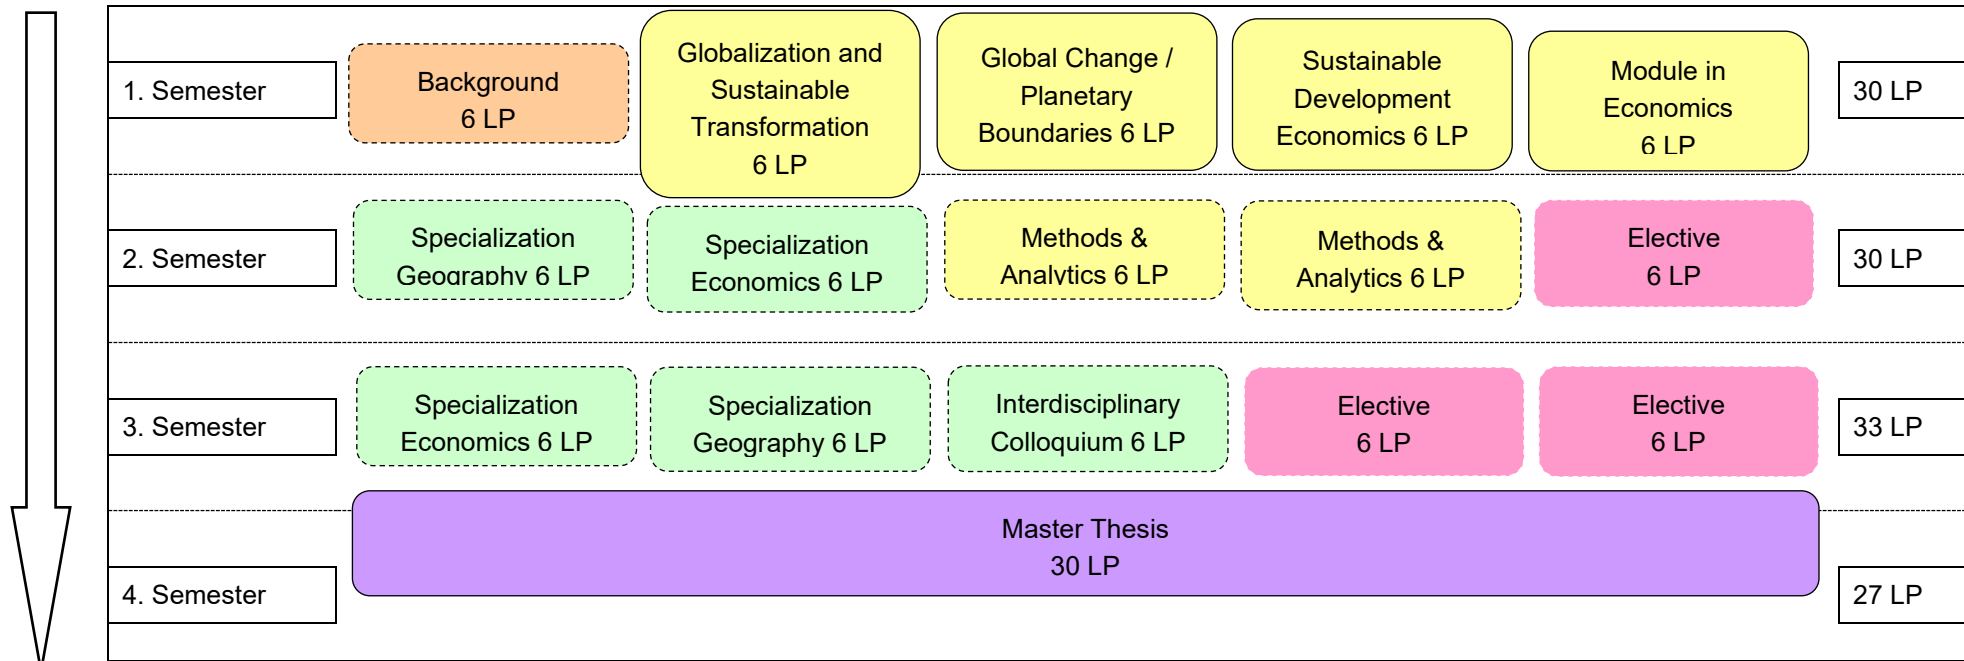 1. Semester
Background
6 LP
Globalization and
Sustainable
Transformation
6 LP
Global Change /
Planetary
Boundaries 6 LP
Sustainable
Development
Economics 6 LP
Module in
Economics
6 LP
30 LP
2. Semester
Specialization
Geography 6 LP
Specialization
Economics 6 LP
Methods &
Analytics 6 LP
Methods &
Analytics 6 LP
Elective
6 LP
30 LP
3. Semester
Specialization
Economics 6 LP
Specialization
Geography 6 LP
Interdisciplinary
Colloquium 6 LP
Elective
6 LP
Elective
6 LP
33 LP
Master Thesis
30 LP
4. Semester
27 LP